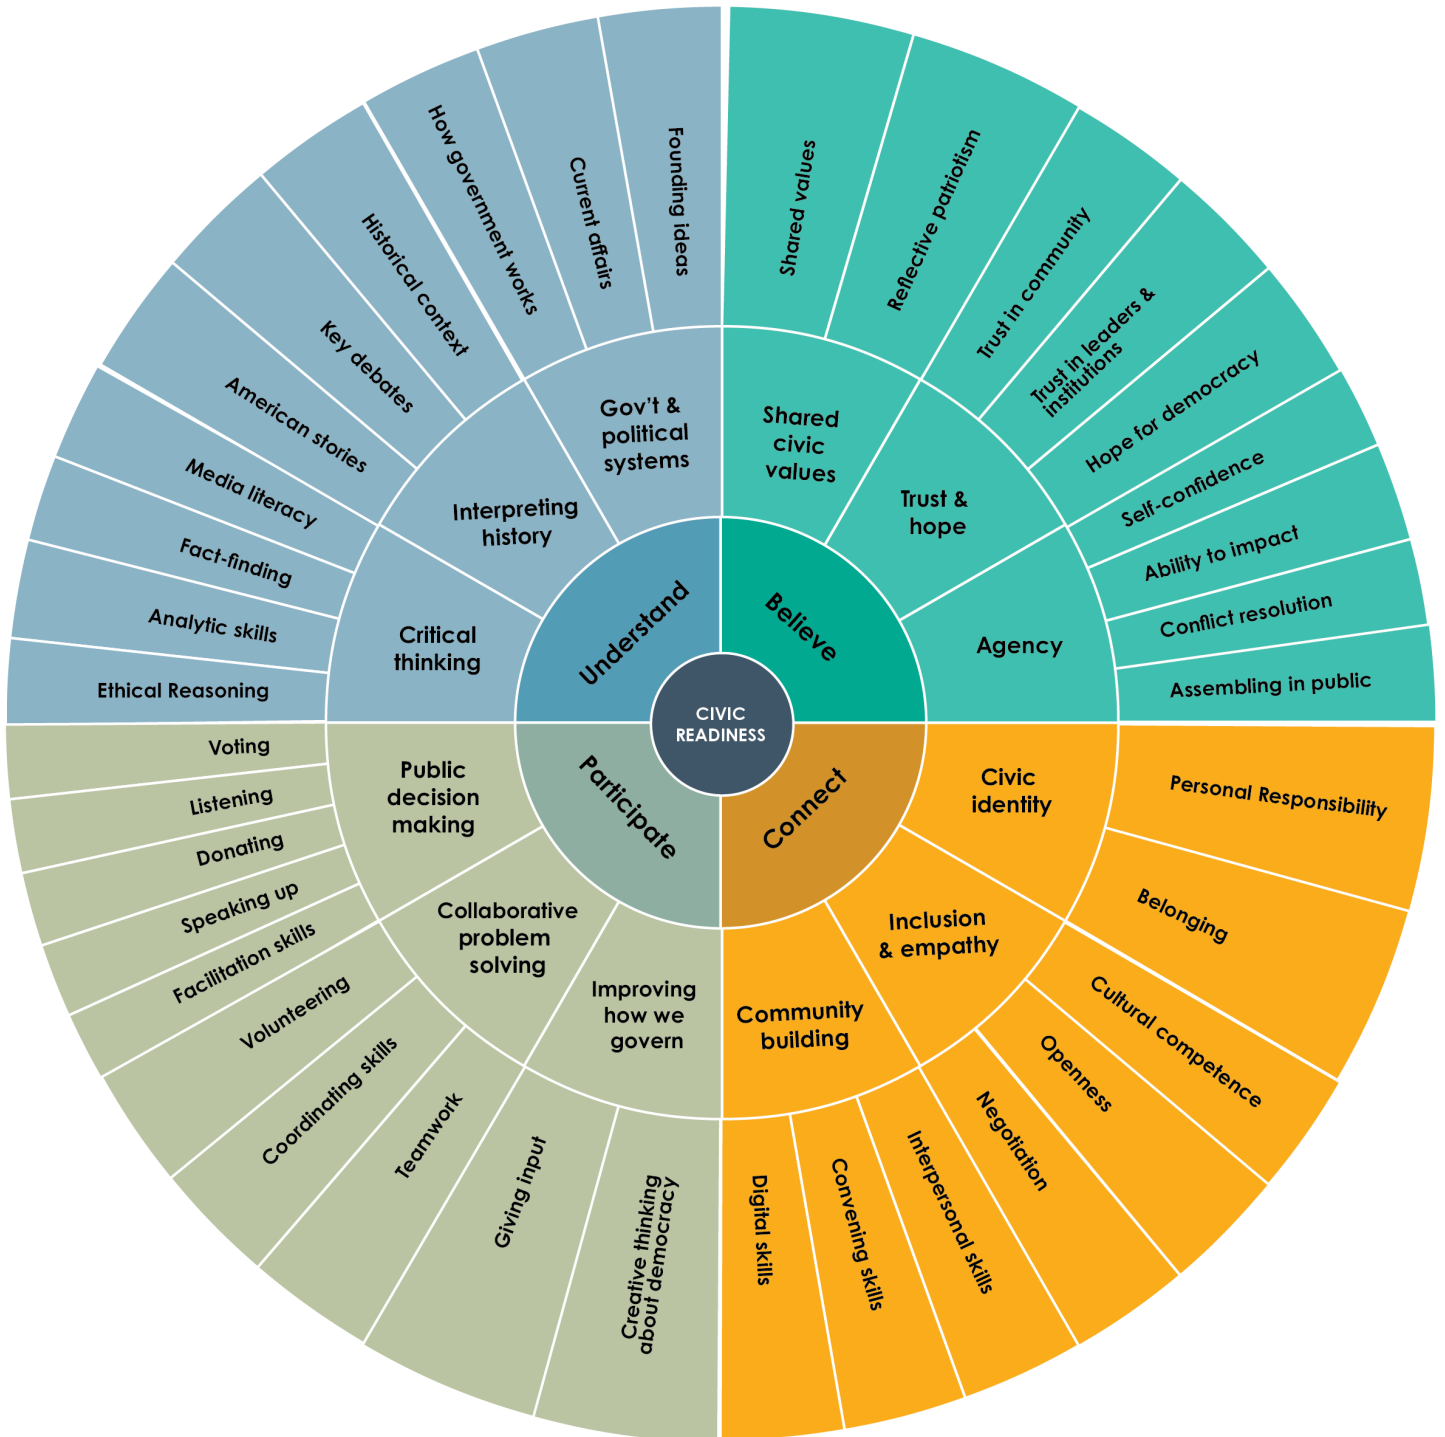 CIVIC
READINESS
Understand
Gov’t &
political
systems
Founding ideas
Current affairs
How government works
Interpreting
history
Historical context
Key debates
American stories
Critical
thinking
Media literacy
Fact-finding
Analytic skills
Ethical Reasoning
Believe
Shared
civic
values
Shared values
Reflective patriotism
Trust &
hope
Trust in community
Trust in leaders &
institutions
Hope for democracy
Agency
Self-confidence
Ability to impact
Conflict resolution
Assembling in public
Connect
Civic
identity
Personal Responsibility
Belonging
Inclusion
& empathy
Cultural competence
Openness
Negotiation
Community
building
Interpersonal skills
Convening skills
Digital skills
Participate
Public
decision
making
Voting
Listening
Donating
Speaking up
Facilitation skills
Collaborative
problem
solving
Volunteering
Coordinating skills
Teamwork
Improving
how we
govern
Giving input
Creative thinking
about democracy